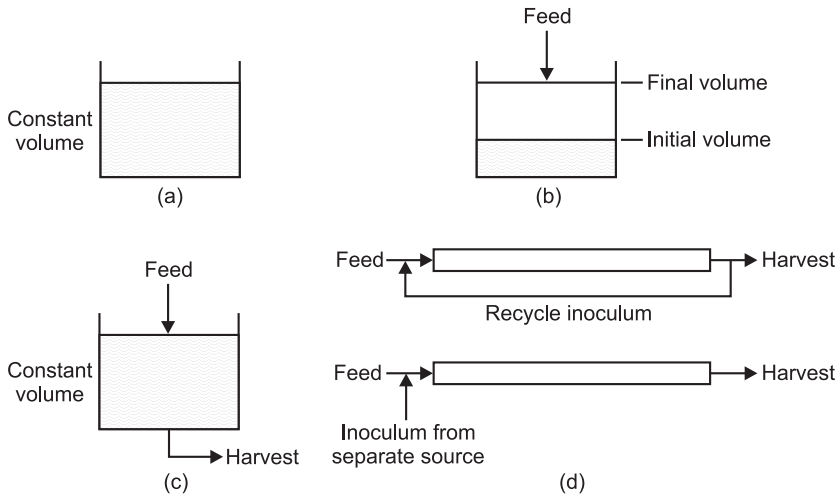 Constant
volume
(a)
Feed
Final volume
Initial volume
(b)
Feed
Constant
volume
Harvest
(c)
Feed
Harvest
Recycle inoculum
Feed
Harvest
Inoculum from
separate source
(d)